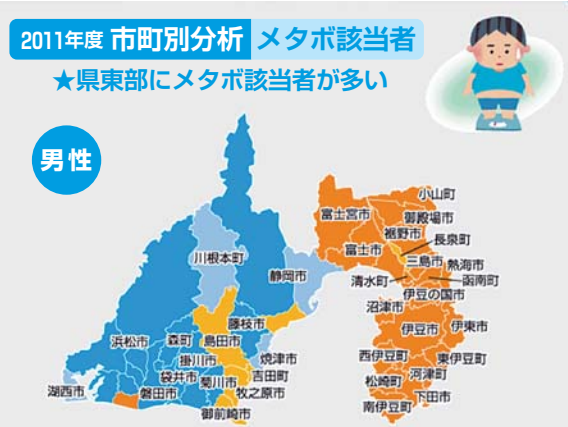 2011年度 市町別分析 メタボ該当者
★県東部にメタボ該当者が多い
男性
小山町
富士宮市
御殿場市
裾野市
長泉町
富士市
三島市
熱海市
川根本町
静岡市
清水町
函南町
伊豆の国市
沼津市
藤枝市
伊豆市
伊東市
浜松市
森町
島田市
掛川市
焼津市
西伊豆町
東伊豆町
袋井市
吉田町
河津町
湖西市
磐田市
菊川市
牧之原市
松崎町
下田市
御前崎市
南伊豆町